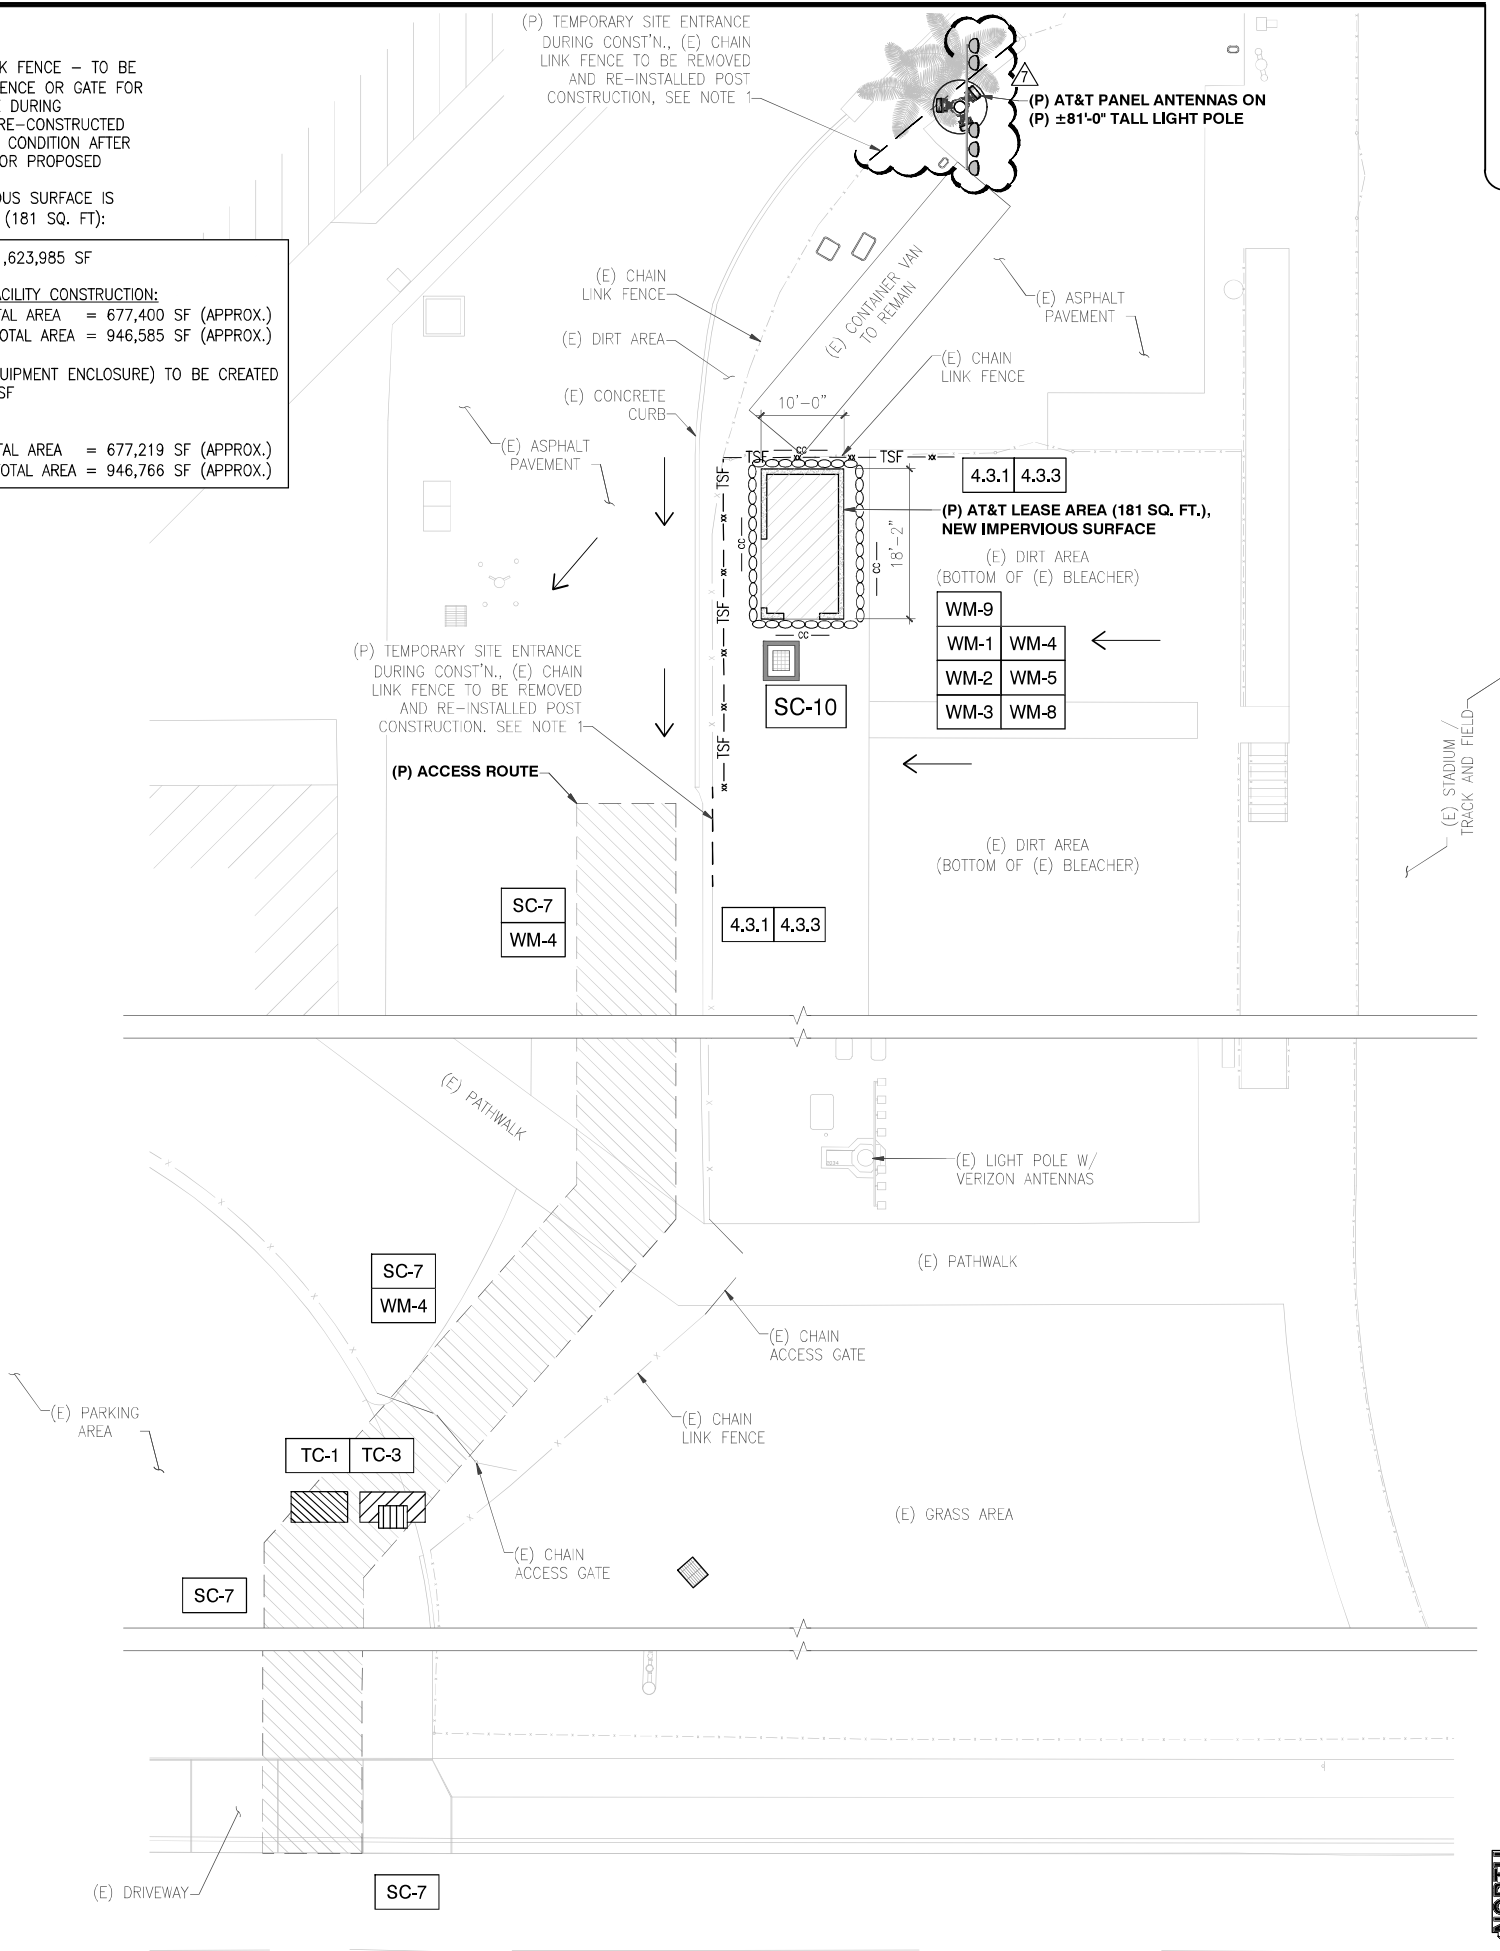 K FENCE – TO BE
ENCE OR GATE FOR
DURING
RE–CONSTRUCTED
CONDITION AFTER
OR PROPOSED
OUS SURFACE IS
(181 SQ. FT):
,623,985 SF
ACILITY CONSTRUCTION:
TAL AREA = 677,400 SF (APPROX.)
OTAL AREA = 946,585 SF (APPROX.)
UIPMENT ENCLOSURE) TO BE CREATED
SF
TAL AREA = 677,219 SF (APPROX.)
OTAL AREA = 946,766 SF (APPROX.)
(P) TEMPORARY SITE ENTRANCE
DURING CONST'N., (E) CHAIN
LINK FENCE TO BE REMOVED
AND RE–INSTALLED POST
CONSTRUCTION, SEE NOTE 1
7
(P) AT&T PANEL ANTENNAS ON
(P) ±81'-0" TALL LIGHT POLE
(E) CHAIN
LINK FENCE
(E) DIRT AREA
(E) CONCRETE
CURB
(E) CONTAINER VAN
TO REMAIN
(E) ASPHALT
PAVEMENT
(E) CHAIN
LINK FENCE
10'–0"
(E) ASPHALT
PAVEMENT
TSF
CC
TSF
4.3.1 4.3.3
TSF
(P) AT&T LEASE AREA (181 SQ. FT.),
NEW IMPERVIOUS SURFACE
18'–2"
CC
CC
(E) DIRT AREA
(BOTTOM OF (E) BLEACHER)
TSF
CC
WM-9
WM-1 WM-4
WM-2 WM-5
WM-3 WM-8
(P) TEMPORARY SITE ENTRANCE
DURING CONST'N., (E) CHAIN
LINK FENCE TO BE REMOVED
AND RE–INSTALLED POST
CONSTRUCTION. SEE NOTE 1
SC-10
TSF
(P) ACCESS ROUTE
(E) STADIUM /
TRACK AND FIELD
(E) DIRT AREA
(BOTTOM OF (E) BLEACHER)
SC-7
WM-4
4.3.1 4.3.3
(E) PATHWALK
(E) LIGHT POLE W/
VERIZON ANTENNAS
(E) PATHWALK
SC-7
WM-4
(E) CHAIN
ACCESS GATE
(E) PARKING
AREA
(E) CHAIN
LINK FENCE
TC-1 TC-3
(E) GRASS AREA
(E) CHAIN
ACCESS GATE
SC-7
(E) DRIVEWAY
SC-7
NORTH